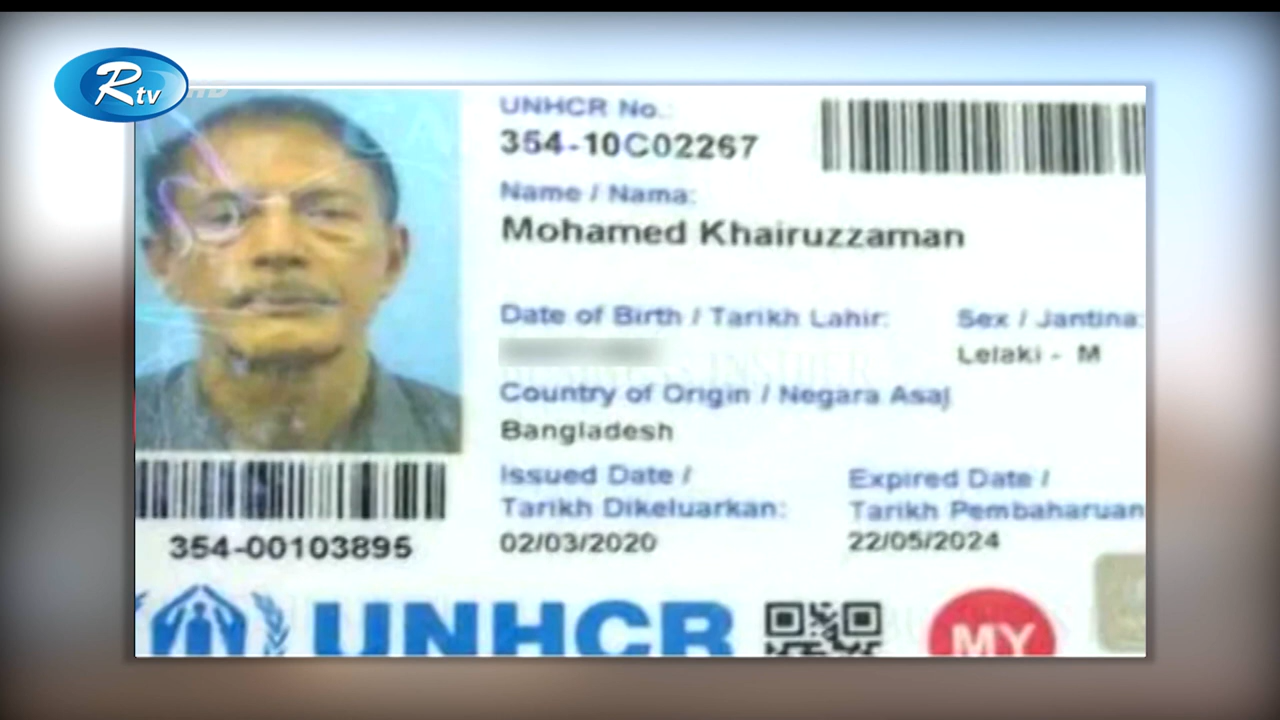 Rtv
HD
UNHCR No.:
354-10C02267
Name / Nama:
Mohamed Khairuzzaman
Date of Birth / Tarikh Lahir:
Sex / Jantina:
Lelaki - M
Country of Origin / Negara Asal
Bangladesh
Issued Date /
Tarikh Dikeluarkan:
Expired Date /
Tarikh Pembaharuan
02/03/2020
22/05/2024
354-00103895
UNHCR
MY